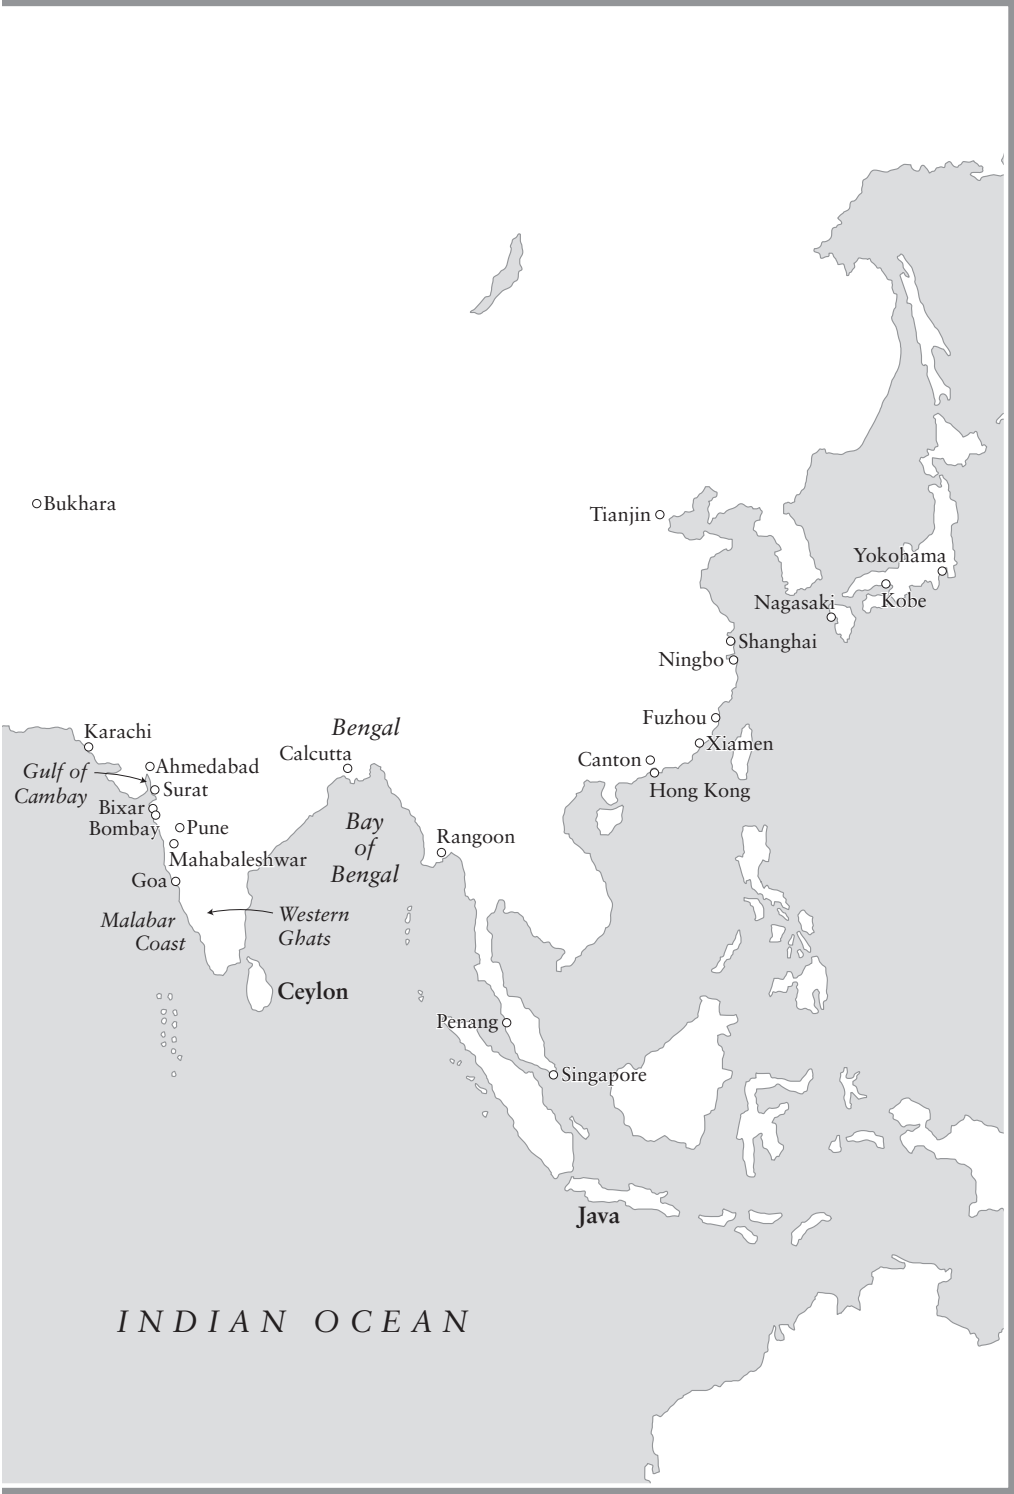 Bukhara
Tianjin
Yokohama
Nagasaki
Kobe
Shanghai
Ningbo
Fuzhou
Xiamen
Canton
Hong Kong
Karachi
Bengal
Calcutta
Gulf of
Cambay
Ahmedabad
Surat
Bixar
Bombay
Pune
Mahabaleshwar
Goa
Bay
of
Bengal
Rangoon
Malabar
Coast
Western
Ghats
Ceylon
Penang
Singapore
Java
INDIAN OCEAN